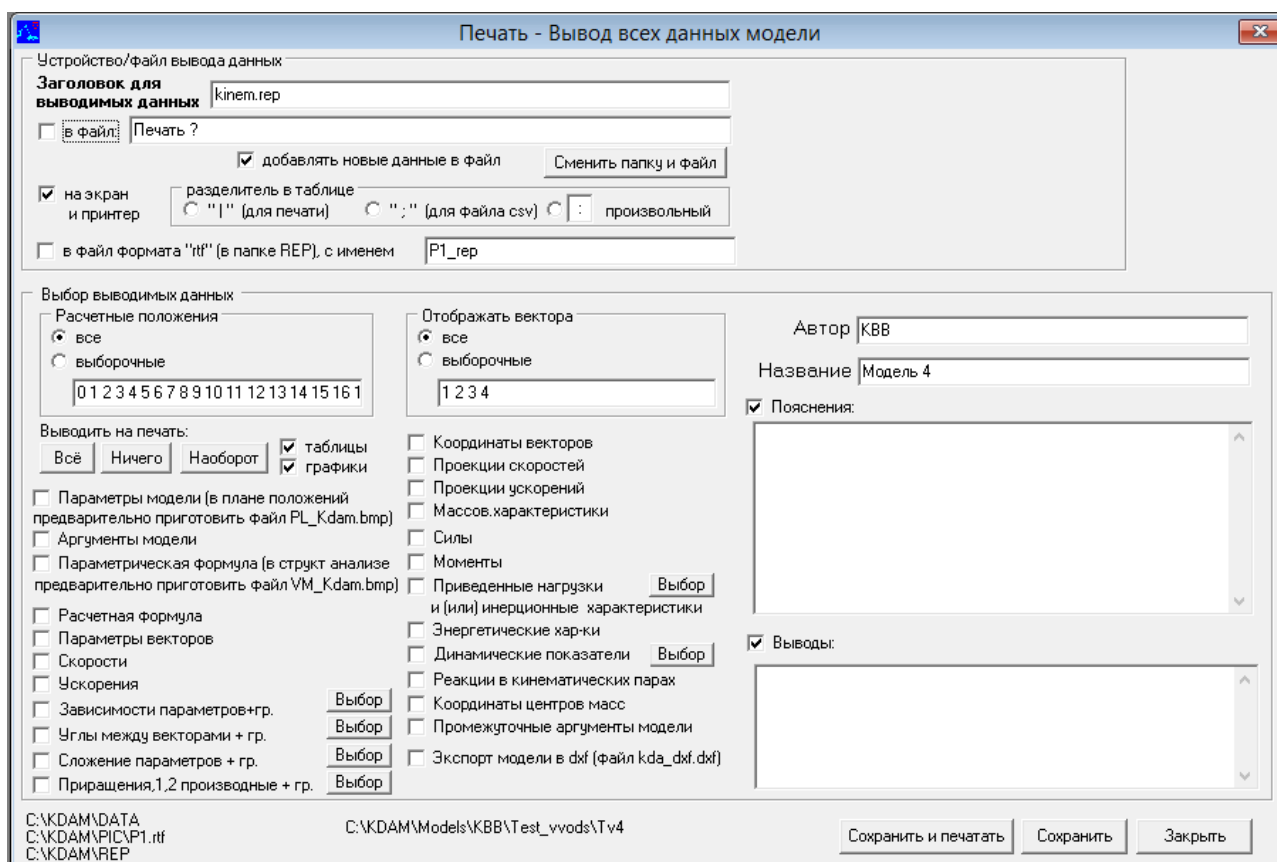 Печать - Вывод всех данных модели
Устройство/файл вывода данных
Заголовок для
выводимых данных
kinem.rep
в файл:
Печать ?
добавлять новые данные в файл
Сменить папку и файл
на экран
и принтер
разделитель в таблице
"|" (для печати)
";" (для файла csv)
:
произвольный
в файл формата "rtf" (в папке REP), с именем
P1_rep
Выбор выводимых данных
Расчетные положения
все
выборочные
0 1 2 3 4 5 6 7 8 9 10 11 12 13 14 15 16 1
Отображать вектора
все
выборочные
1 2 3 4
Автор
КВВ
Название
Модель 4
Пояснения:
Выводить на печать:
Всё
Ничего
Наоборот
таблицы
графики
Параметры модели (в плане положений
предварительно приготовить файл PL_Kdam.bmp)
Аргументы модели
Параметрическая формула (в структ анализе
предварительно приготовить файл VM_Kdam.bmp)
Расчетная формула
Параметры векторов
Скорости
Ускорения
Зависимости параметров+гр.
Выбор
Углы между векторами + гр.
Выбор
Сложение параметров + гр.
Выбор
Приращения,1,2 производные + гр.
Выбор
Координаты векторов
Проекции скоростей
Проекции ускорений
Массов.характеристики
Силы
Моменты
Приведенные нагрузки
Выбор
и (или) инерционные характеристики
Энергетические хар-ки
Динамические показатели
Выбор
Реакции в кинематических парах
Координаты центров масс
Промежуточные аргументы модели
Экспорт модели в dxf (файл kda_dxf.dxf)
Выводы:
C:\KDAM\DATA
C:\KDAM\PIC\P1.rtf
C:\KDAM\REP
C:\KDAM\Models\KBB\Test_vvods\Tv4
Сохранить и печатать
Сохранить
Закрыть